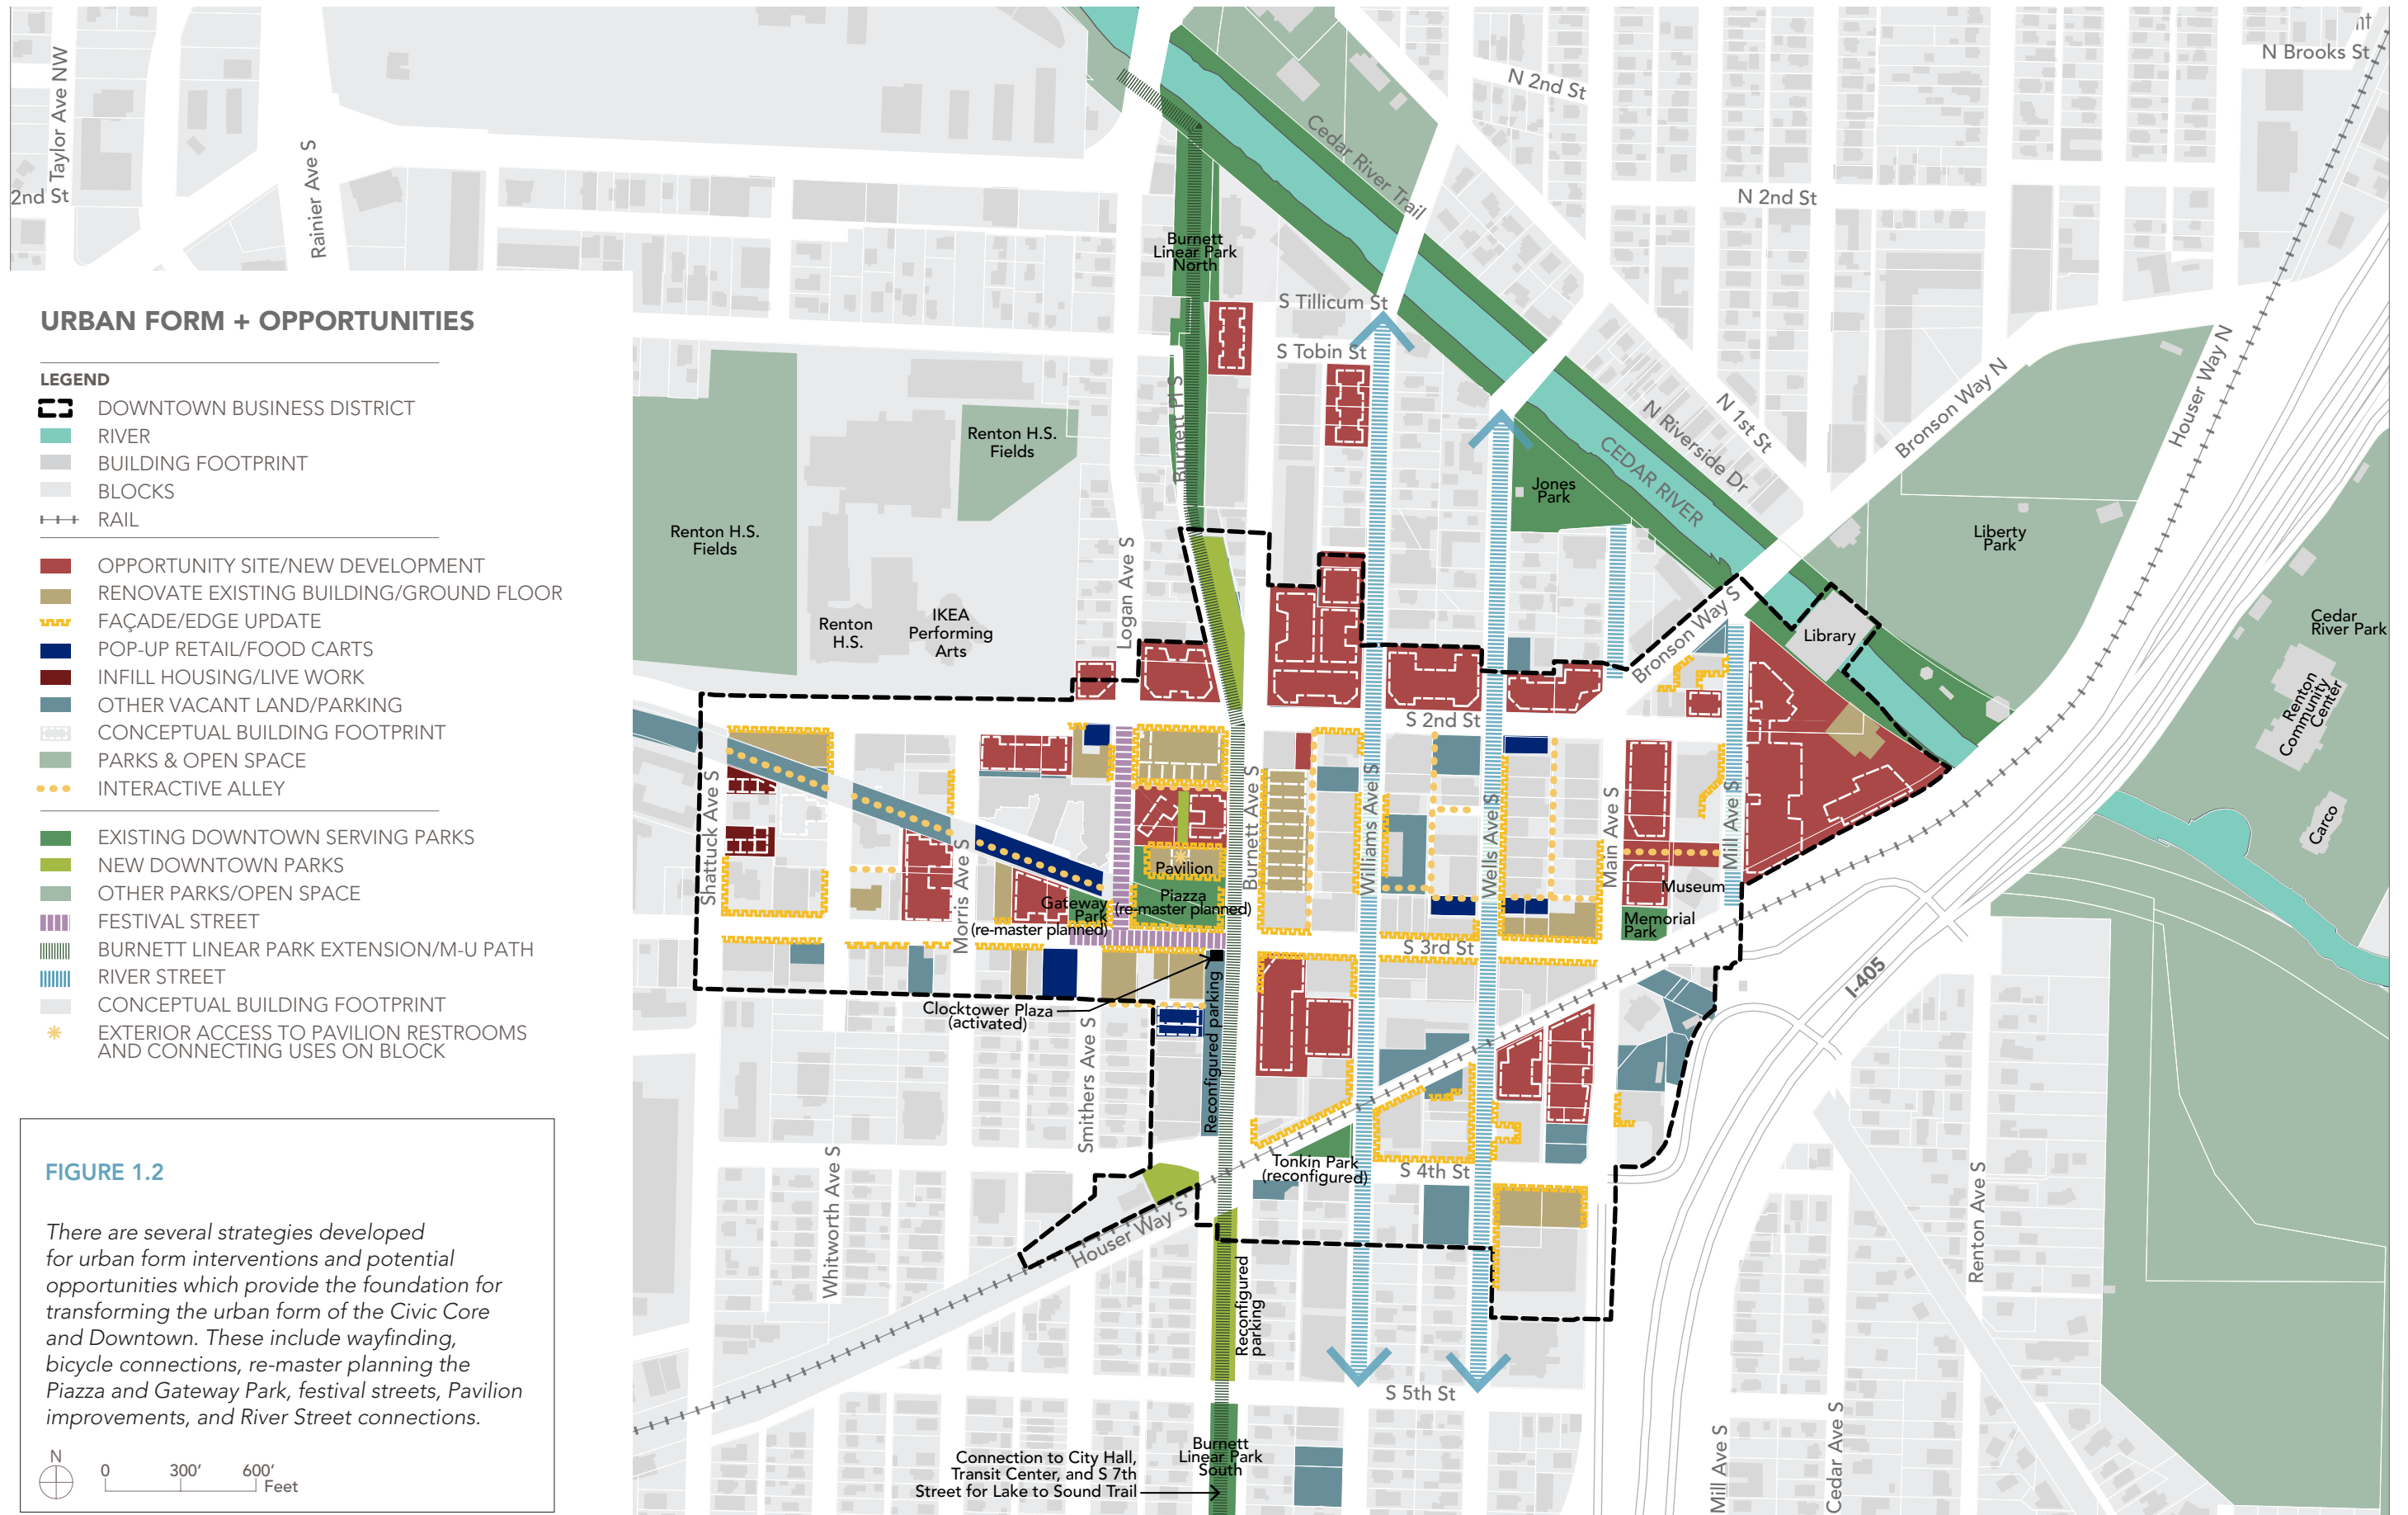 URBAN FORM + OPPORTUNITIES
LEGEND
DOWNTOWN BUSINESS DISTRICT
RIVER
BUILDING FOOTPRINT
BLOCKS
RAIL
OPPORTUNITY SITE/NEW DEVELOPMENT
RENOVATE EXISTING BUILDING/GROUND FLOOR
FAÇADE/EDGE UPDATE
POP-UP RETAIL/FOOD CARTS
INFILL HOUSING/LIVE WORK
OTHER VACANT LAND/PARKING
CONCEPTUAL BUILDING FOOTPRINT
PARKS & OPEN SPACE
INTERACTIVE ALLEY
EXISTING DOWNTOWN SERVING PARKS
NEW DOWNTOWN PARKS
OTHER PARKS/OPEN SPACE
FESTIVAL STREET
BURNETT LINEAR PARK EXTENSION/M-U PATH
RIVER STREET
CONCEPTUAL BUILDING FOOTPRINT
EXTERIOR ACCESS TO PAVILION RESTROOMS
AND CONNECTING USES ON BLOCK
FIGURE 1.2
There are several strategies developed
for urban form interventions and potential
opportunities which provide the foundation for
transforming the urban form of the Civic Core
and Downtown. These include wayfinding,
bicycle connections, re-master planning the
Piazza and Gateway Park, festival streets, Pavilion
improvements, and River Street connections.
N
0 300’ 600’
Feet
Taylor Ave NW
2nd St
Rainier Ave S
N 2nd St
N Brooks St
N 2nd St
Cedar River Trail
Burnett
Linear Park
North
S Tillicum St
S Tobin St
Burnett Pl S
Renton H.S.
Fields
Renton H.S.
Fields
Renton
H.S.
IKEA
Performing
Arts
Logan Ave S
Jones
Park
CEDAR RIVER
N Riverside Dr
N 1st St
Bronson Way N
Houser Way N
Liberty
Park
Cedar
River Park
Renton
Community
Center
Carco
Library
Bronson Way S
S 2nd St
Shattuck Ave S
Morris Ave S
Burnett Ave S
Williams Ave S
Wells Ave S
Main Ave S
Mill Ave S
Pavilion
Piazza
(re-master planned)
Gateway
Park
(re-master planned)
Museum
Memorial
Park
S 3rd St
I-405
Clocktower Plaza
(activated)
Reconfigured parking
Smithers Ave S
Whitworth Ave S
Tonkin Park
(reconfigured)
S 4th St
Houser Way S
Reconfigured
parking
Renton Ave S
S 5th St
Burnett
Linear Park
South
Connection to City Hall,
Transit Center, and S 7th
Street for Lake to Sound Trail
Mill Ave S
Cedar Ave S